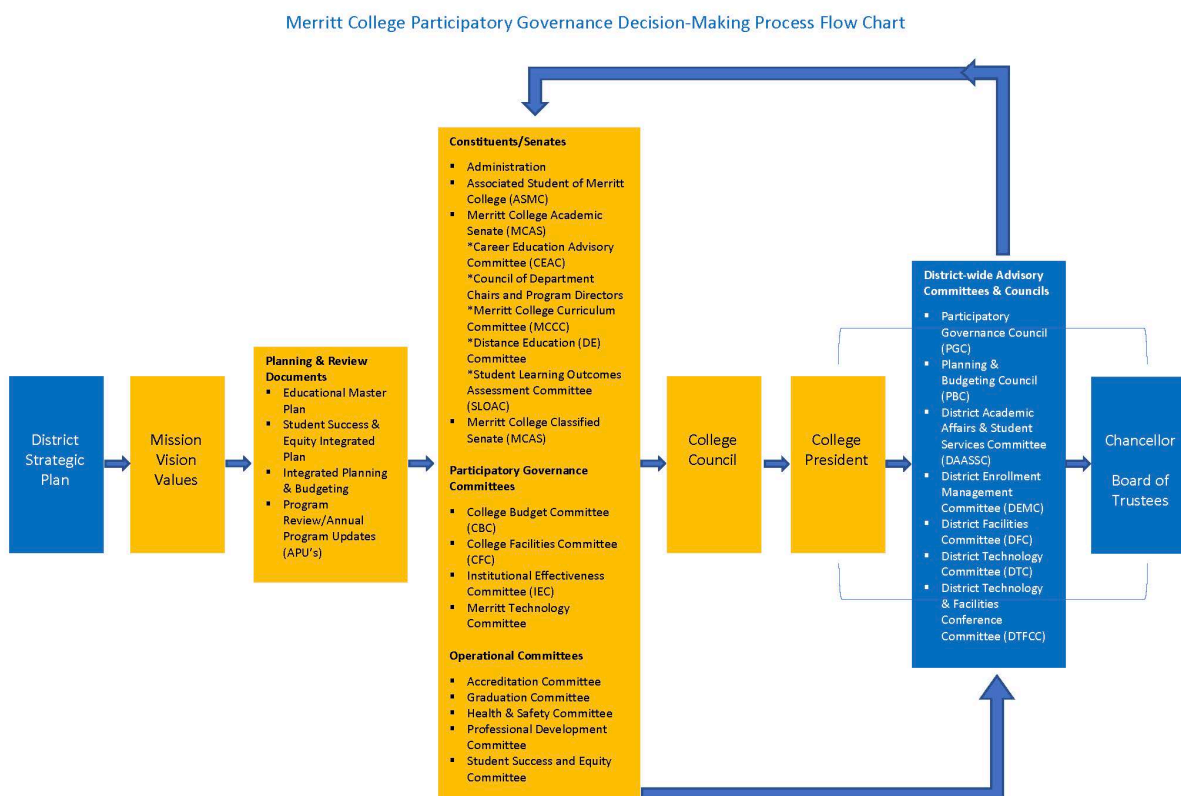 Merritt College Participatory Governance Decision-Making Process Flow Chart
District
Strategic
Plan
Mission
Vision
Values
Planning & Review
Documents
▪ Educational Master
Plan
▪ Student Success &
Equity Integrated
Plan
▪ Integrated Planning
& Budgeting
▪ Program
Review/Annual
Program Updates
(APU's)
Constituents/Senates
▪ Administration
▪ Associated Student of Merritt
College (ASMC)
▪ Merritt College Academic
Senate (MCAS)
*Career Education Advisory
Committee (CEAC)
*Council of Department
Chairs and Program Directors
*Merritt College Curriculum
Committee (MCCC)
*Distance Education (DE)
Committee
*Student Learning Outcomes
Assessment Committee
(SLOAC)
▪ Merritt College Classified
Senate (MCAS)
Participatory Governance
Committees
▪ College Budget Committee
(CBC)
▪ College Facilities Committee
(CFC)
▪ Institutional Effectiveness
Committee (IEC)
▪ Merritt Technology
Committee
Operational Committees
▪ Accreditation Committee
▪ Graduation Committee
▪ Health & Safety Committee
▪ Professional Development
Committee
▪ Student Success and Equity
Committee
College
Council
College
President
District-wide Advisory
Committees & Councils
▪ Participatory
Governance Council
(PGC)
▪ Planning &
Budgeting Council
(PBC)
▪ District Academic
Affairs & Student
Services Committee
(DAASSC)
▪ District Enrollment
Management
Committee (DEMC)
▪ District Facilities
Committee (DFC)
▪ District Technology
Committee (DTC)
▪ District Technology
& Facilities
Conference
Committee (DTFCC)
Chancellor
Board of
Trustees